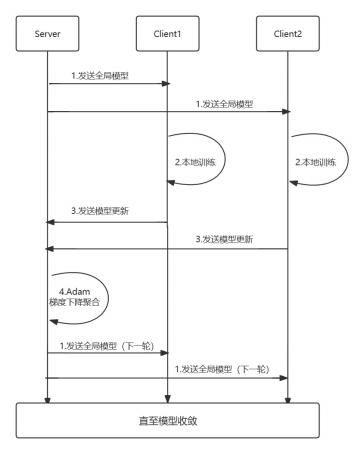 Server
Client1
Client2
1.发送全局模型
1.发送全局模型
2.本地训练
2.本地训练
3.发送模型更新
3.发送模型更新
4.Adam
梯度下降聚合
1.发送全局模型（下一轮）
1.发送全局模型（下一轮）
直至模型收敛